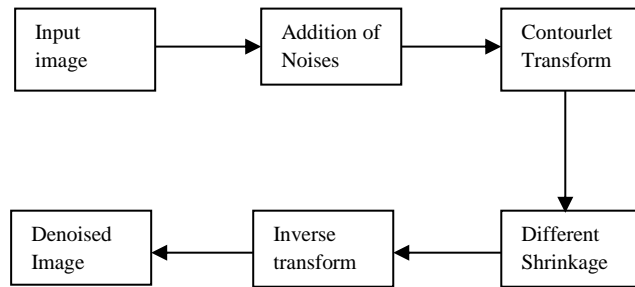 Input
image
Addition of
Noises
Contourlet
Transform
Different
Shrinkage
Inverse
transform
Denoised
Image